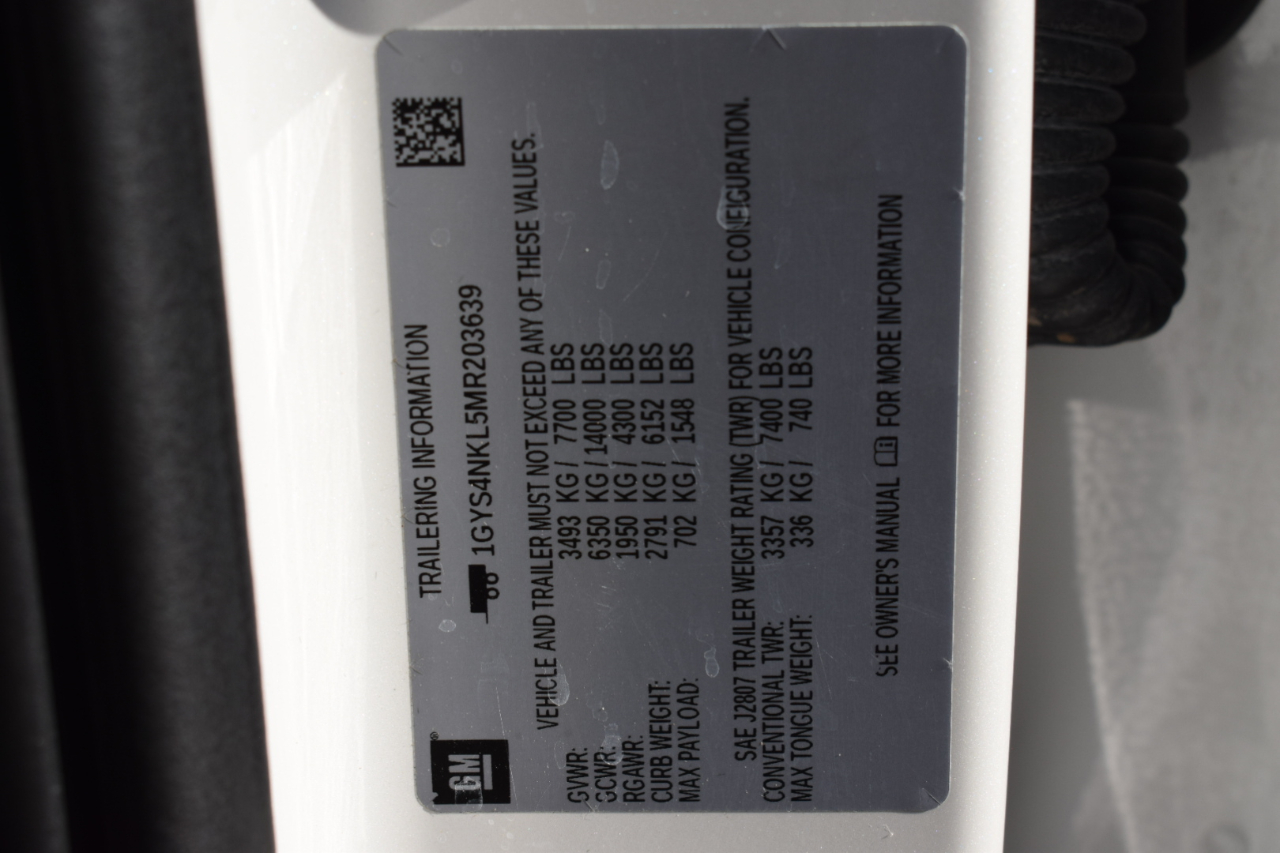 GM
TRAILERING INFORMATION
1GYS4NKL5MR203639
VEHICLE AND TRAILER MUST NOT EXCEED ANY OF THESE VALUES.
GVWR: 3493 KG / 7700 LBS
GCWR: 6350 KG / 14000 LBS
RGAWR: 1950 KG / 4300 LBS
CURB WEIGHT: 2791 KG / 6152 LBS
MAX PAYLOAD: 702 KG / 1548 LBS
SAE J2807 TRAILER WEIGHT RATING (TWR) FOR VEHICLE CONFIGURATION.
CONVENTIONAL TWR: 3357 KG / 7400 LBS
MAX TONGUE WEIGHT: 336 KG / 740 LBS
SEE OWNER'S MANUAL FOR MORE INFORMATION